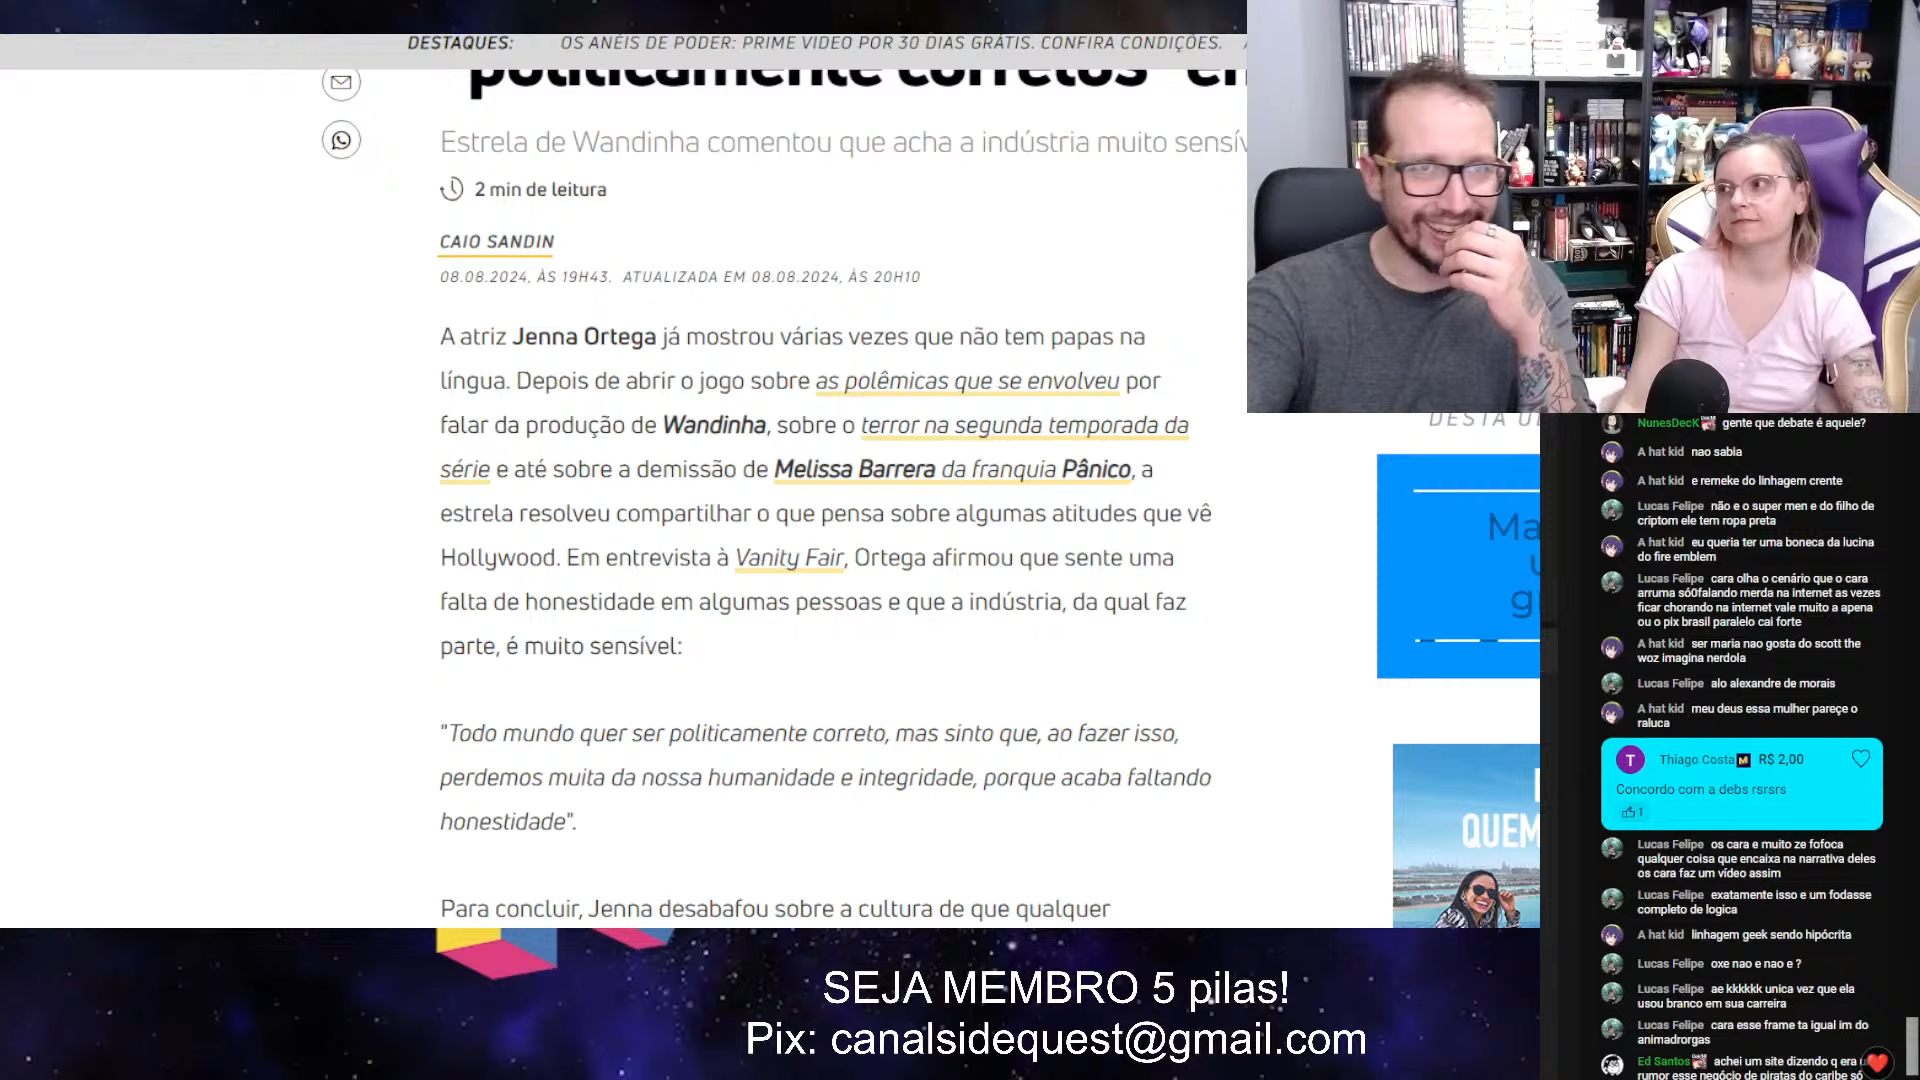 DESTAQUES: OS ANÉIS DE PODER: PRIME VIDEO POR 30 DIAS GRÁTIS. CONFIRA CONDIÇÕES.
politicamente corretos" em
Estrela de Wandinha comentou que acha a indústria muito sensív
2 min de leitura
CAIO SANDIN
08.08.2024, ÀS 19H43. ATUALIZADA EM 08.08.2024, ÀS 20H10
A atriz Jenna Ortega já mostrou várias vezes que não tem papas na
língua. Depois de abrir o jogo sobre as polêmicas que se envolveu por
falar da produção de Wandinha, sobre o terror na segunda temporada da
série e até sobre a demissão de Melissa Barrera da franquia Pânico, a
estrela resolveu compartilhar o que pensa sobre algumas atitudes que vê
Hollywood. Em entrevista à Vanity Fair, Ortega afirmou que sente uma
falta de honestidade em algumas pessoas e que a indústria, da qual faz
parte, é muito sensível:
"Todo mundo quer ser politicamente correto, mas sinto que, ao fazer isso,
perdemos muita da nossa humanidade e integridade, porque acaba faltando
honestidade".
Para concluir, Jenna desabafou sobre a cultura de que qualquer
DESTA
Ma
g
QUEM
SEJA MEMBRO 5 pilas!
Pix: canalsidequest@gmail.com
NunesDecK gente que debate é aquele?
A hat kid nao sabia
A hat kid e remeke do linhagem crente
Lucas Felipe não e o super men e do filho de
criptom ele tem ropa preta
A hat kid eu queria ter uma boneca da lucina
do fire emblem
Lucas Felipe cara olha o cenário que o cara
arruma só0falando merda na internet as vezes
ficar chorando na internet vale muito a apena
ou o pix brasil paralelo cai forte
A hat kid ser maria nao gosta do scott the
woz imagina nerdola
Lucas Felipe alo alexandre de morais
A hat kid meu deus essa mulher pareçe o
raluca
T Thiago Costa R$ 2,00
Concordo com a debs rsrsrs
1
Lucas Felipe os cara e muito ze fofoca
qualquer coisa que encaixa na narrativa deles
os cara faz um vídeo assim
Lucas Felipe exatamente isso e um fodasse
completo de logica
A hat kid linhagem geek sendo hipócrita
Lucas Felipe oxe nao e nao e ?
Lucas Felipe ae kkkkkk unica vez que ela
usou branco em sua carreira
Lucas Felipe cara esse frame ta igual im do
animadrorgas
Ed Santos achei um site dizendo q era
rumor esse negócio de piratas do caribe só